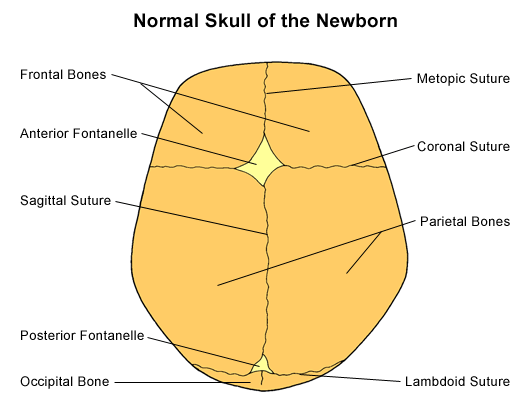 Normal Skull of the Newborn
Frontal Bones
Metopic Suture
Anterior Fontanelle
Coronal Suture
Sagittal Suture
Parietal Bones
Posterior Fontanelle
Occipital Bone
Lambdoid Suture